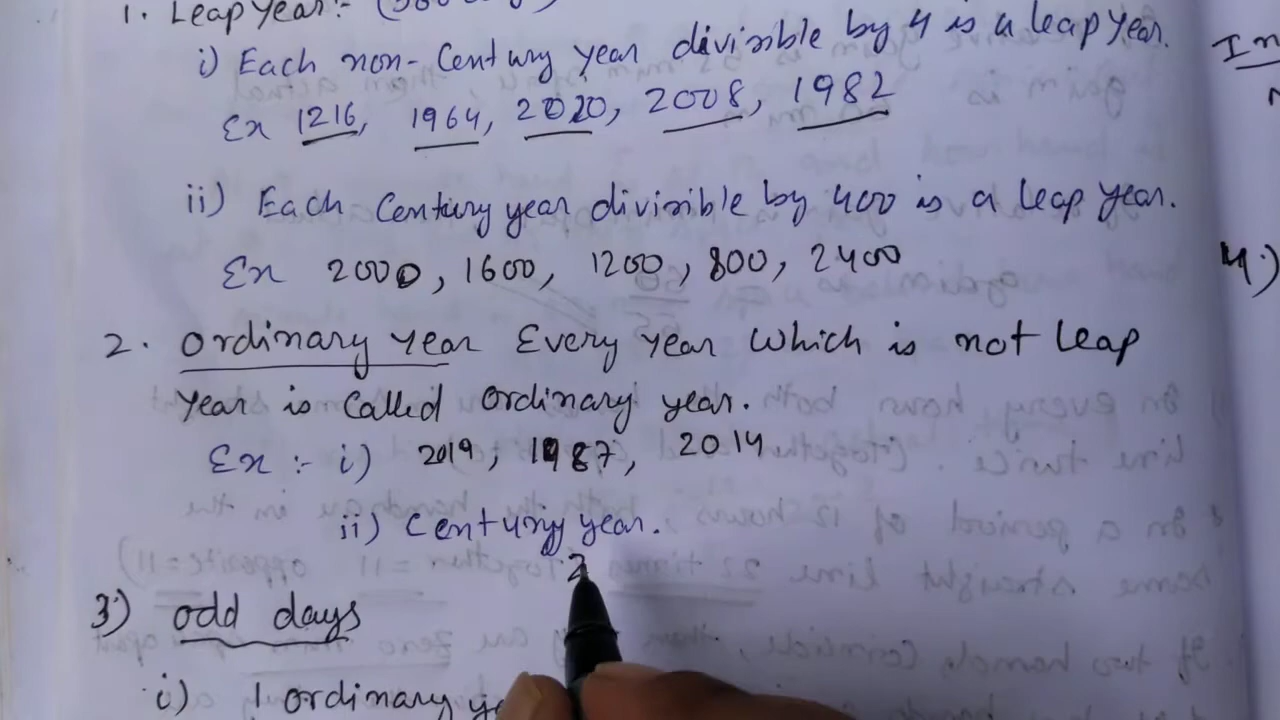 1. Leap year:-
i) Each non-Century year divisible by 4 is a leap year.
Ex 1216, 1964, 2020, 2008, 1982
ii) Each Century year divisible by 400 is a leap year.
Ex 2000, 1600, 1200, 800, 2400
2. Ordinary year Every year which is not leap
year is called ordinary year.
Ex :- i) 2019, 1987, 2014
ii) Century year.
2
3) odd days
i) 1 ordinary
4.)